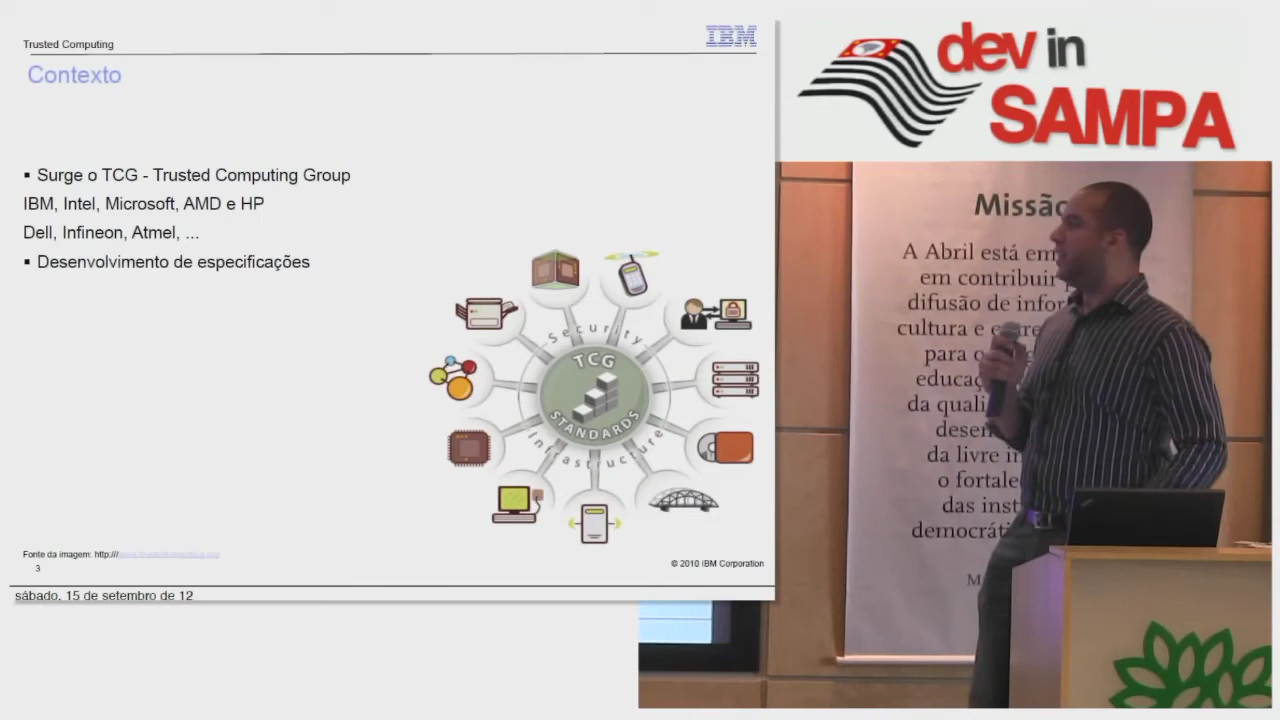 Trusted Computing
IBM
Contexto
▪ Surge o TCG - Trusted Computing Group
IBM, Intel, Microsoft, AMD e HP
Dell, Infineon, Atmel, ...
▪ Desenvolvimento de especificações
Security
TCG
STANDARDS
Infrastructure
Fonte da imagem: http:///
3
© 2010 IBM Corporation
sábado, 15 de setembro de 12
dev in
SAMPA
Missão
A Abril está em
em contribuir
difusão de
cultura e
para o
educaç
da quali
desen
da livre in
o fortale
das inst
democráti
M